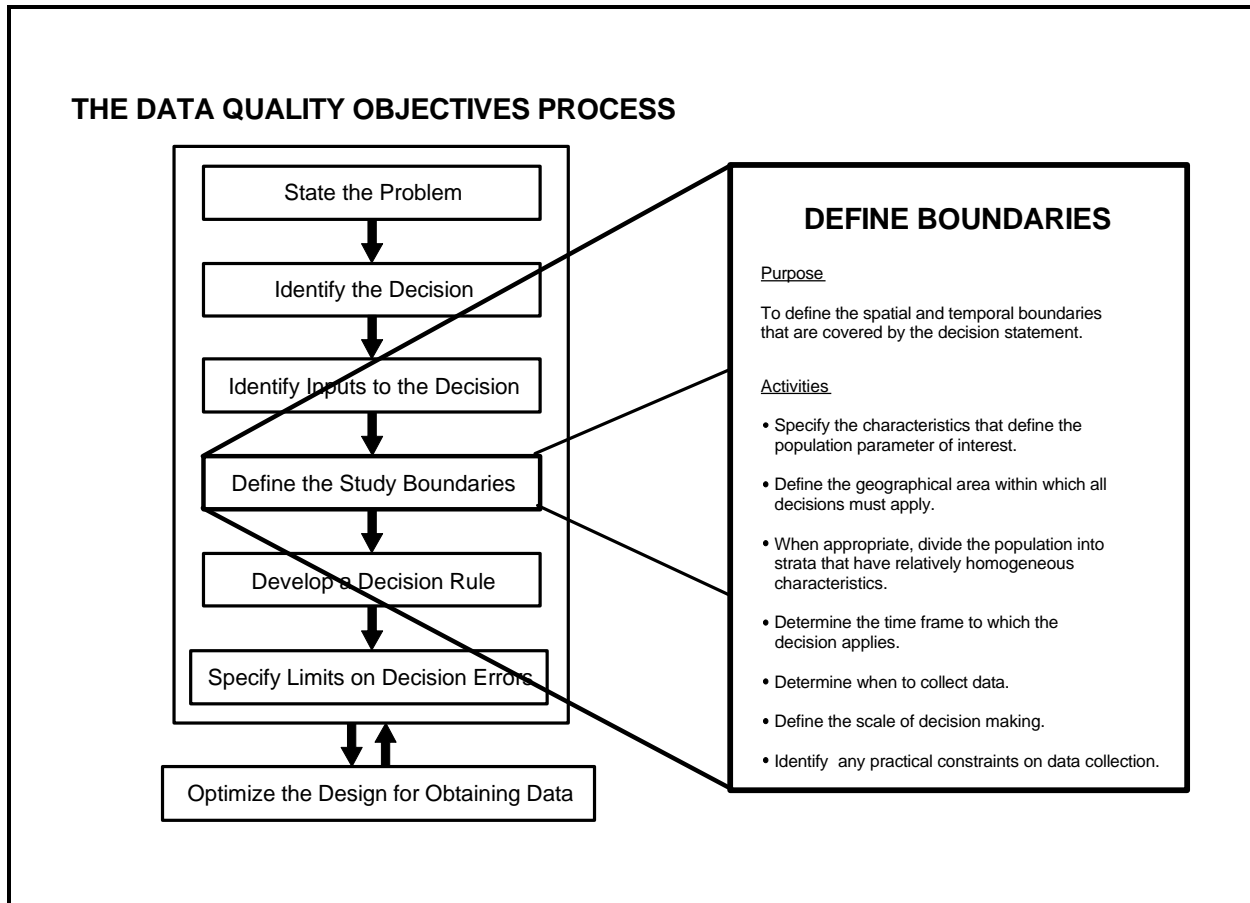 THE DATA QUALITY OBJECTIVES PROCESS
State the Problem
Identify the Decision
Identify Inputs to the Decision
Define the Study Boundaries
Develop a Decision Rule
Specify Limits on Decision Errors
Optimize the Design for Obtaining Data
DEFINE BOUNDARIES
Purpose
To define the spatial and temporal boundaries
that are covered by the decision statement.
Activities
• Specify the characteristics that define the
population parameter of interest.
• Define the geographical area within which all
decisions must apply.
• When appropriate, divide the population into
strata that have relatively homogeneous
characteristics.
• Determine the time frame to which the
decision applies.
• Determine when to collect data.
• Define the scale of decision making.
• Identify any practical constraints on data collection.